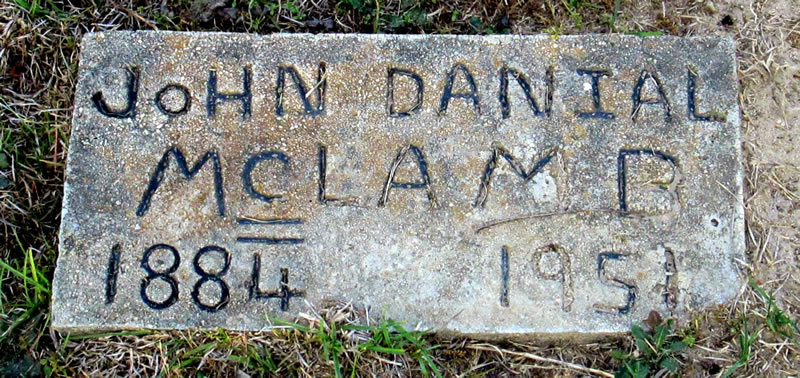 JOHN DANIAL
McLAMB
1884 1951